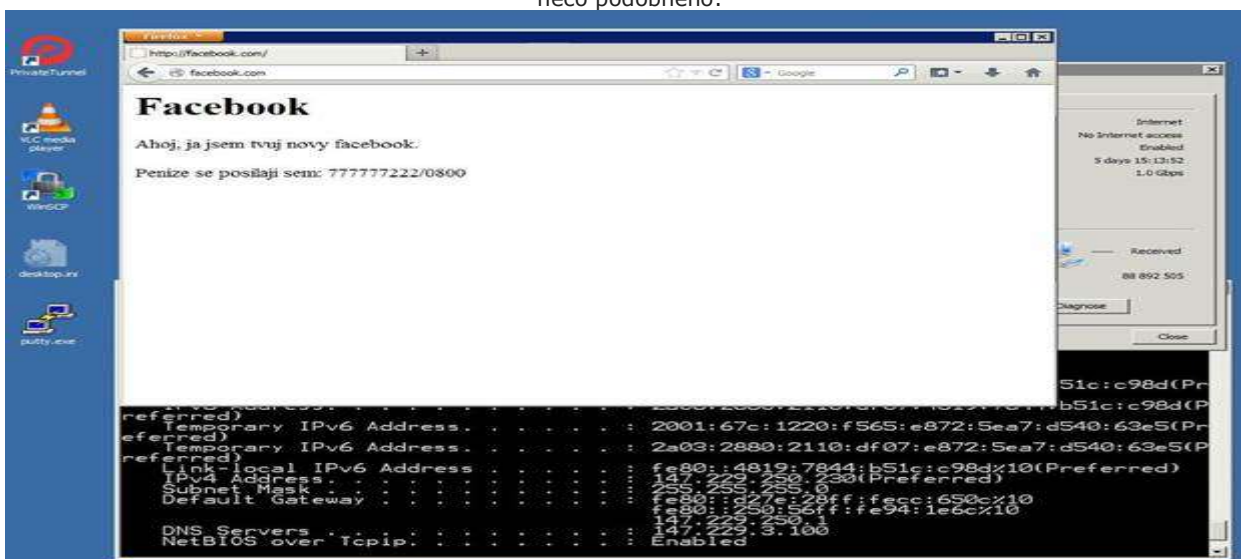 něco podobného:
Firefox
http://facebook.com/
+
facebook.com
Google
PrivateTunnel
VLC media player
WinSCP
desktop.ini
putty.exe
Facebook
Ahoj, ja jsem tvuj novy facebook.
Penize se posilaji sem: 777777222/0800
Internet
No Internet access
Enabled
5 days 15:13:52
1.0 Gbps
Received
88 892 505
Diagnose
Close
51c:c98d(Pr
b51c:c98d(P
referred)
Temporary IPv6 Address. . . . . . : 2001:67c:1220:f565:e872:5ea7:d540:63e5(Pr
eferred)
Temporary IPv6 Address. . . . . . : 2a03:2880:2110:df07:e872:5ea7:d540:63e5(P
referred)
Link-local IPv6 Address . . . . . : fe80::4819:7844:b51c:c98d%10(Preferred)
IPv4 Address. . . . . . . . . . . : 147.229.250.230(Preferred)
Subnet Mask . . . . . . . . . . . : 255.255.255.0
Default Gateway . . . . . . . . . : fe80::d27e:28ff:fecc:650c%10
fe80::250:56ff:fe94:1e6c%10
147.229.250.1
DNS Servers . . . . . . . . . . . : 147.229.3.100
NetBIOS over Tcpip. . . . . . . . : Enabled